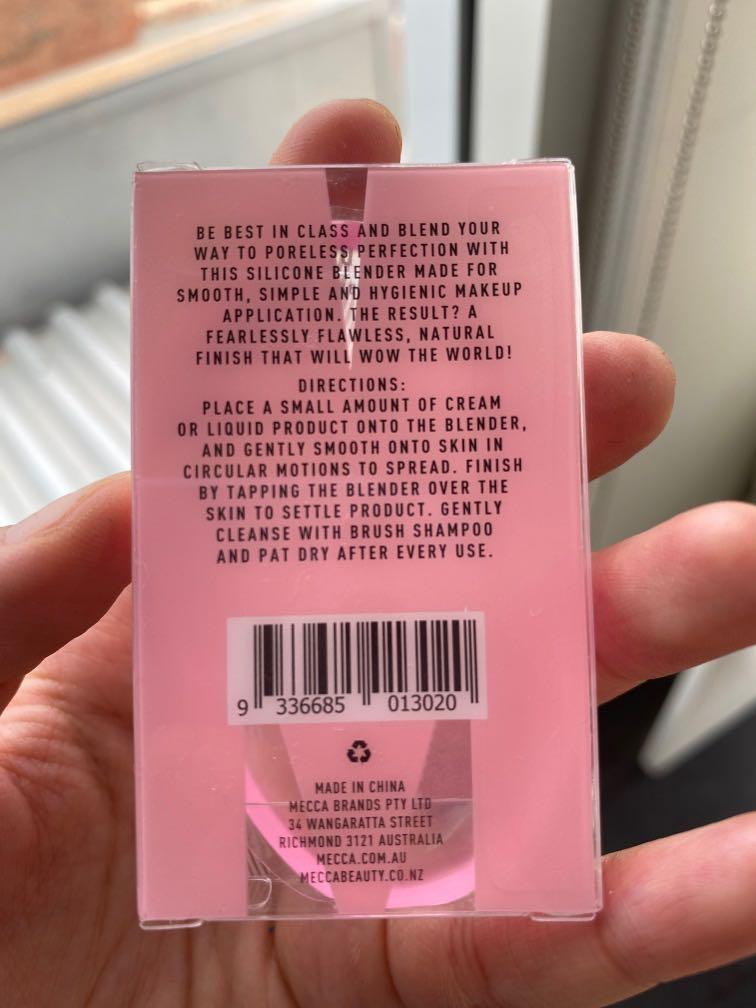 BE BEST IN CLASS AND BLEND YOUR
WAY TO PORELESS PERFECTION WITH
THIS SILICONE BLENDER MADE FOR
SMOOTH, SIMPLE AND HYGIENIC MAKEUP
APPLICATION. THE RESULT? A
FEARLESSLY FLAWLESS, NATURAL
FINISH THAT WILL WOW THE WORLD!
DIRECTIONS:
PLACE A SMALL AMOUNT OF CREAM
OR LIQUID PRODUCT ONTO THE BLENDER,
AND GENTLY SMOOTH ONTO SKIN IN
CIRCULAR MOTIONS TO SPREAD. FINISH
BY TAPPING THE BLENDER OVER THE
SKIN TO SETTLE PRODUCT. GENTLY
CLEANSE WITH BRUSH SHAMPOO
AND PAT DRY AFTER EVERY USE.
9 336685 013020
MADE IN CHINA
MECCA BRANDS PTY LTD
34 WANGARATTA STREET
RICHMOND 3121 AUSTRALIA
MECCA.COM.AU
MECCABEAUTY.CO.NZ